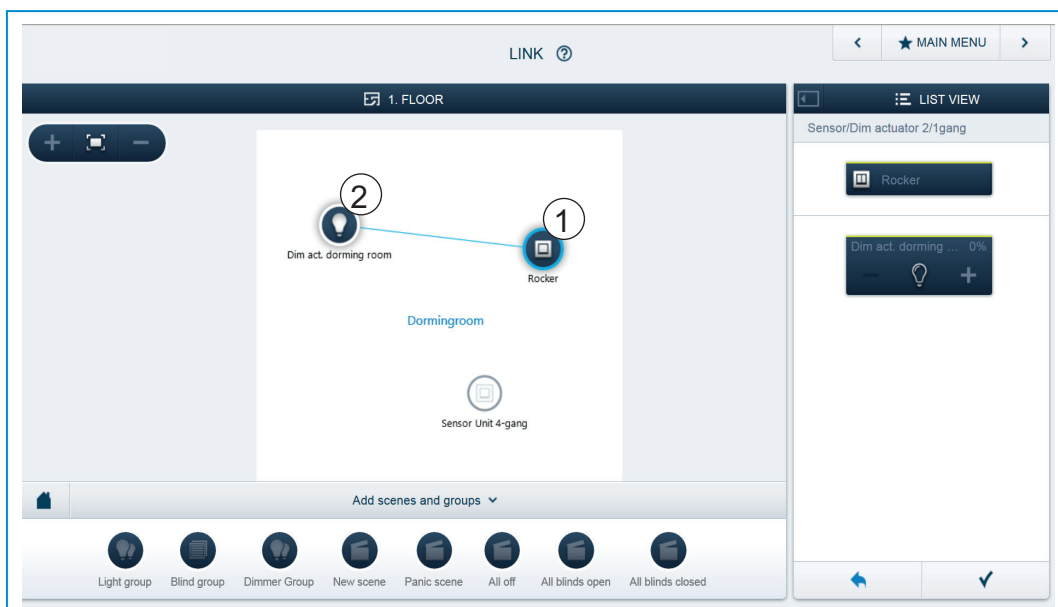 LINK ?
MAIN MENU
1. FLOOR
LIST VIEW
Sensor/Dim actuator 2/1gang
Rocker
Dim act. dorming ... 0%
2
1
Dim act. dorming room
Rocker
Dormingroom
Sensor Unit 4-gang
Add scenes and groups
Light group
Blind group
Dimmer Group
New scene
Panic scene
All off
All blinds open
All blinds closed